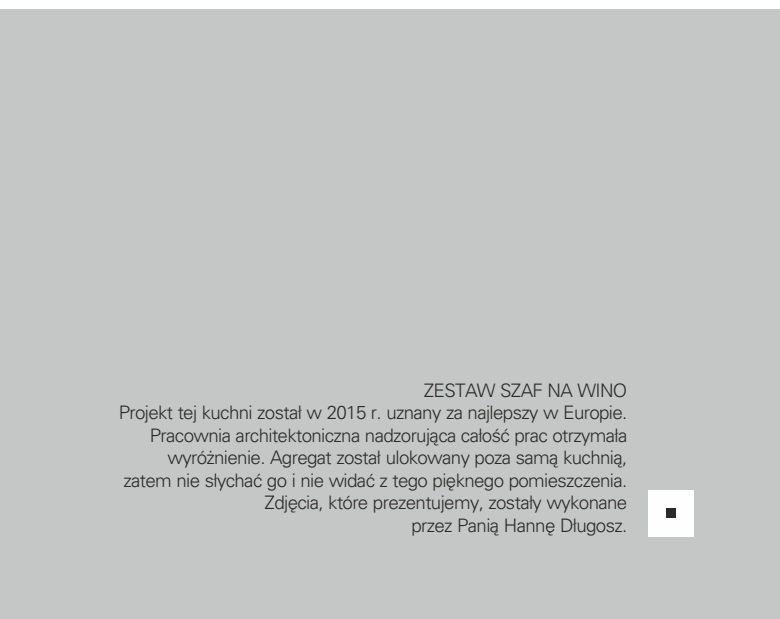 ZESTAW SZAF NA WINO
Projekt tej kuchni został w 2015 r. uznany za najlepszy w Europie.
Pracownia architektoniczna nadzorująca całość prac otrzymała
wyróżnienie. Agregat został ulokowany poza samą kuchnią,
zatem nie słychać go i nie widać z tego pięknego pomieszczenia.
Zdjęcia, które prezentujemy, zostały wykonane
przez Panią Hannę Długosz.